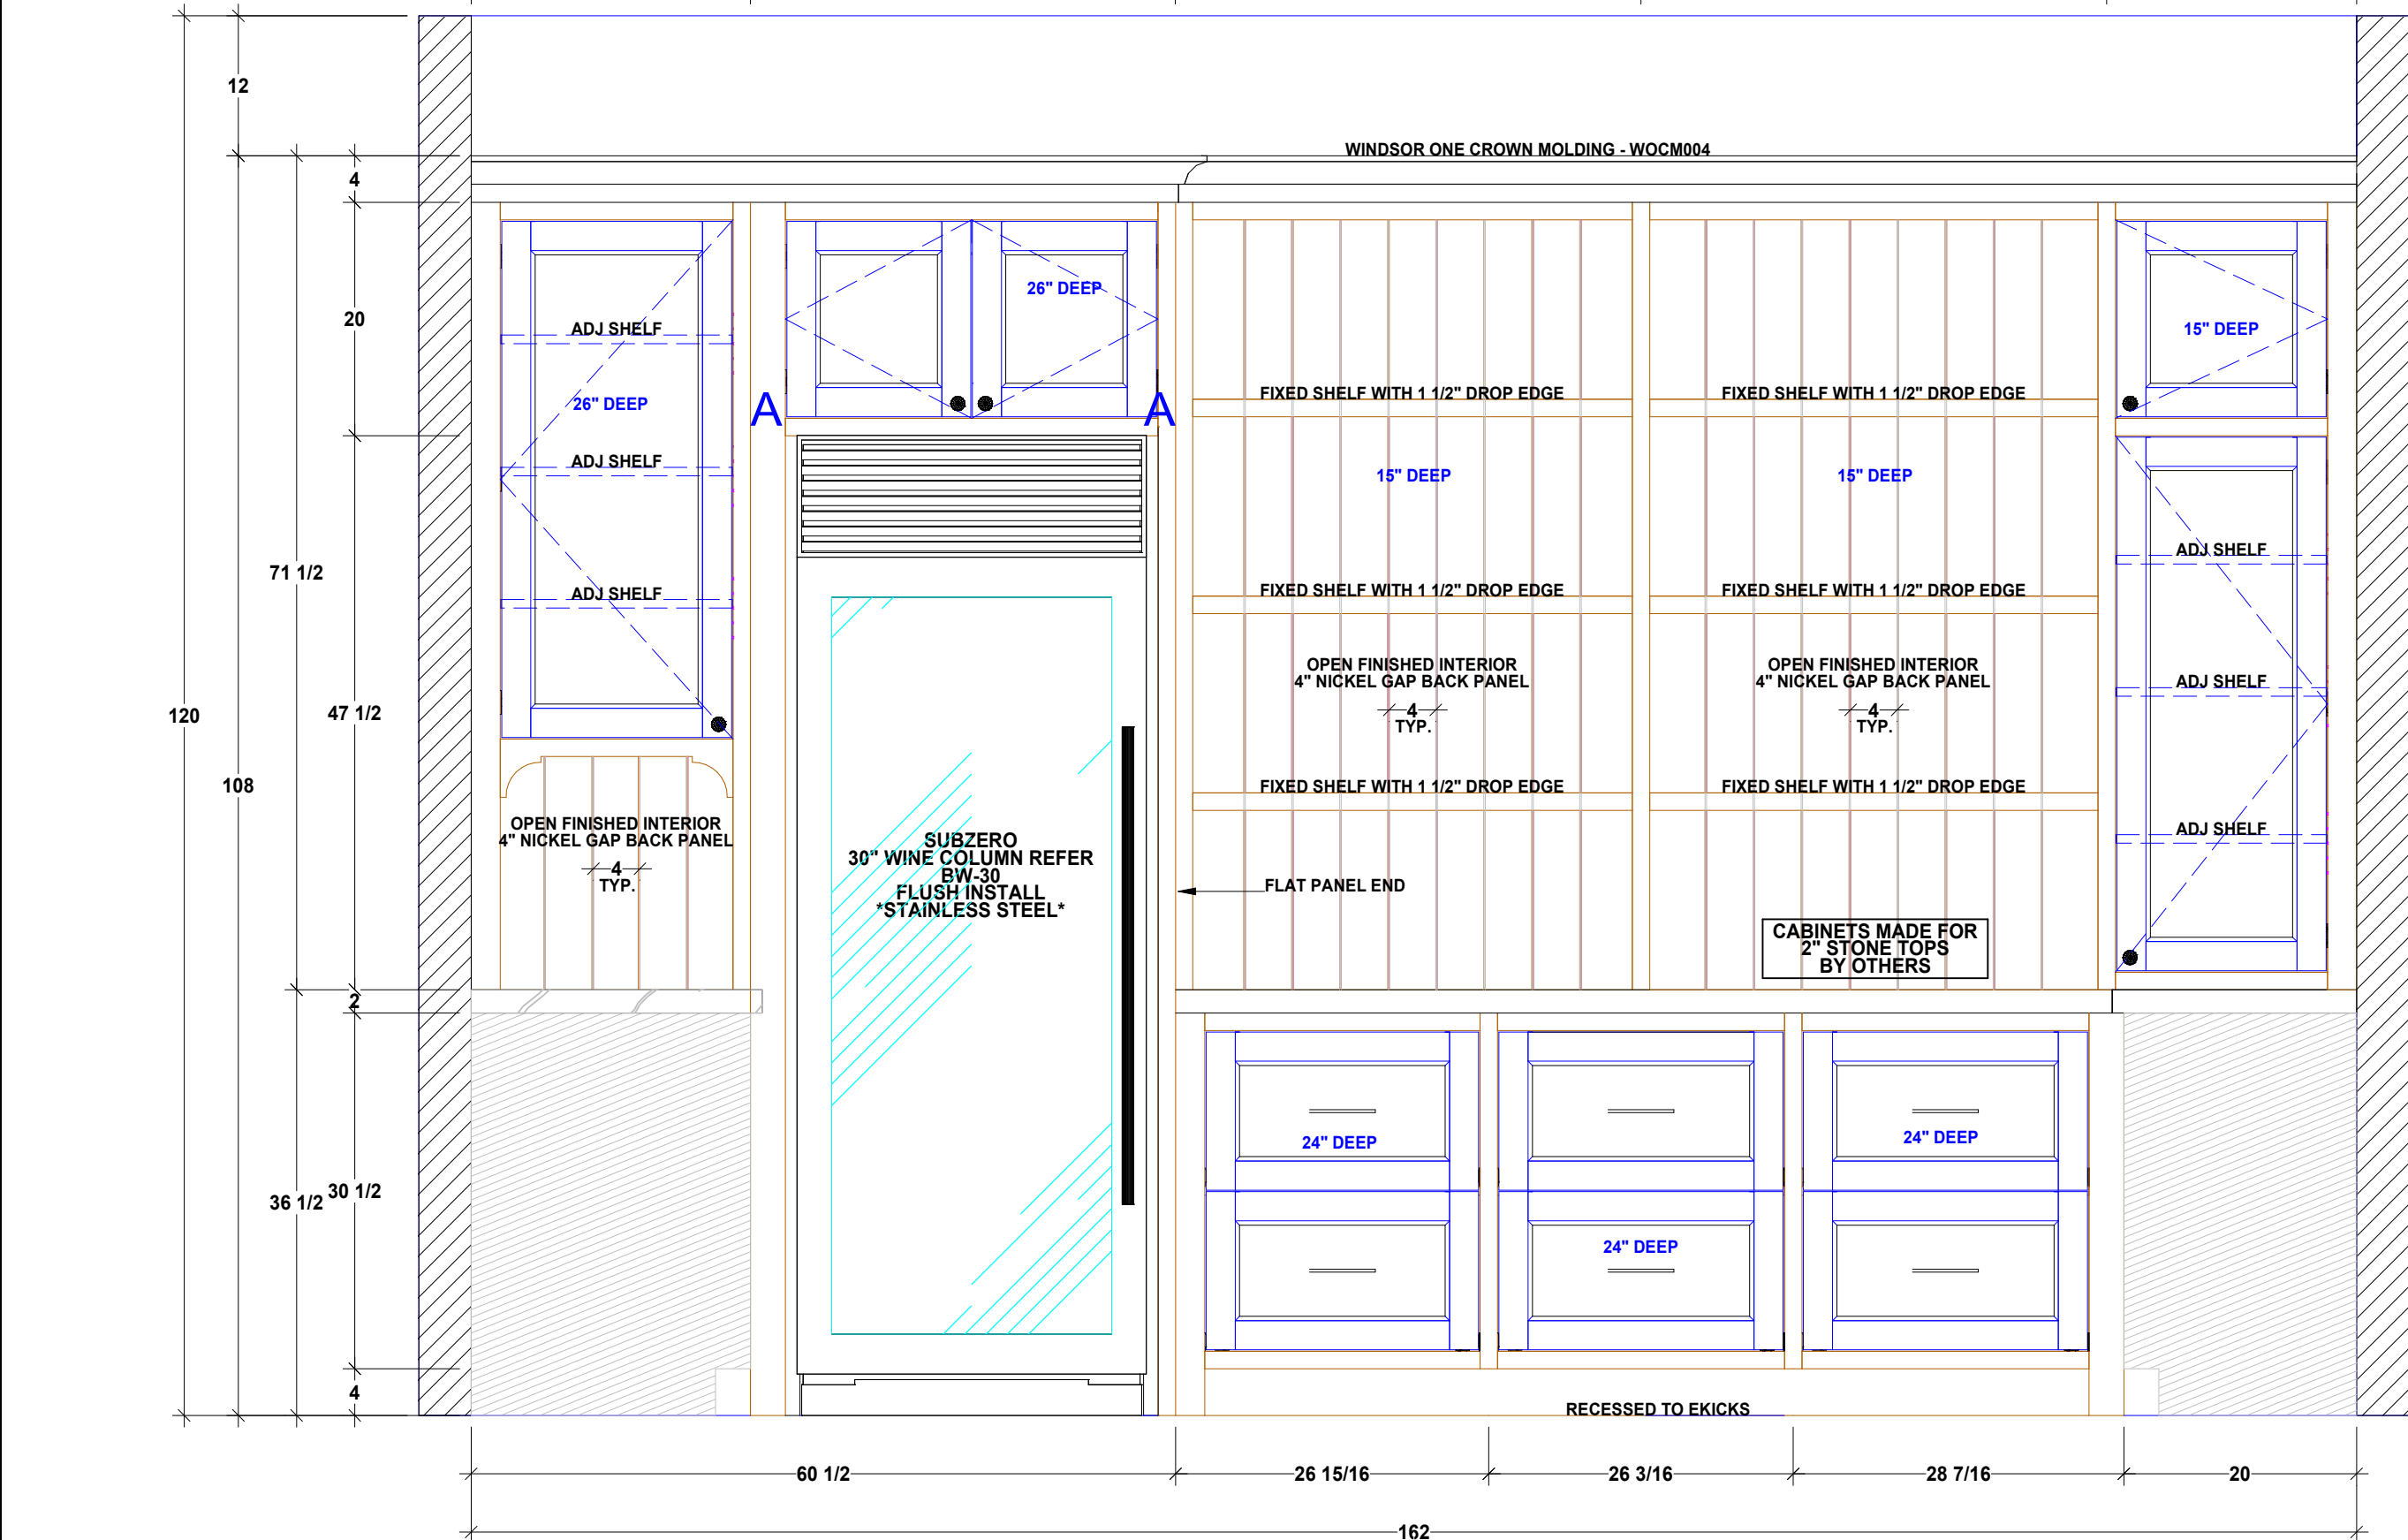 12
WINDSOR ONE CROWN MOLDING - WOCM004
4
26" DEEP
20
ADJ SHELF
15" DEEP
26" DEEP
A
A
FIXED SHELF WITH 1 1/2" DROP EDGE
FIXED SHELF WITH 1 1/2" DROP EDGE
ADJ SHELF
15" DEEP
15" DEEP
ADJ SHELF
71 1/2
ADJ SHELF
FIXED SHELF WITH 1 1/2" DROP EDGE
FIXED SHELF WITH 1 1/2" DROP EDGE
OPEN FINISHED INTERIOR
4" NICKEL GAP BACK PANEL
4
TYP.
OPEN FINISHED INTERIOR
4" NICKEL GAP BACK PANEL
4
TYP.
ADJ SHELF
120
47 1/2
108
FIXED SHELF WITH 1 1/2" DROP EDGE
FIXED SHELF WITH 1 1/2" DROP EDGE
OPEN FINISHED INTERIOR
4" NICKEL GAP BACK PANEL
4
TYP.
SUBZERO
30" WINE COLUMN REFER
BW-30
FLUSH INSTALL
*STAINLESS STEEL*
ADJ SHELF
FLAT PANEL END
CABINETS MADE FOR
2" STONE TOPS
BY OTHERS
2
24" DEEP
24" DEEP
36 1/2
30 1/2
24" DEEP
4
RECESSED TO EKICKS
60 1/2
26 15/16
26 3/16
28 7/16
20
162